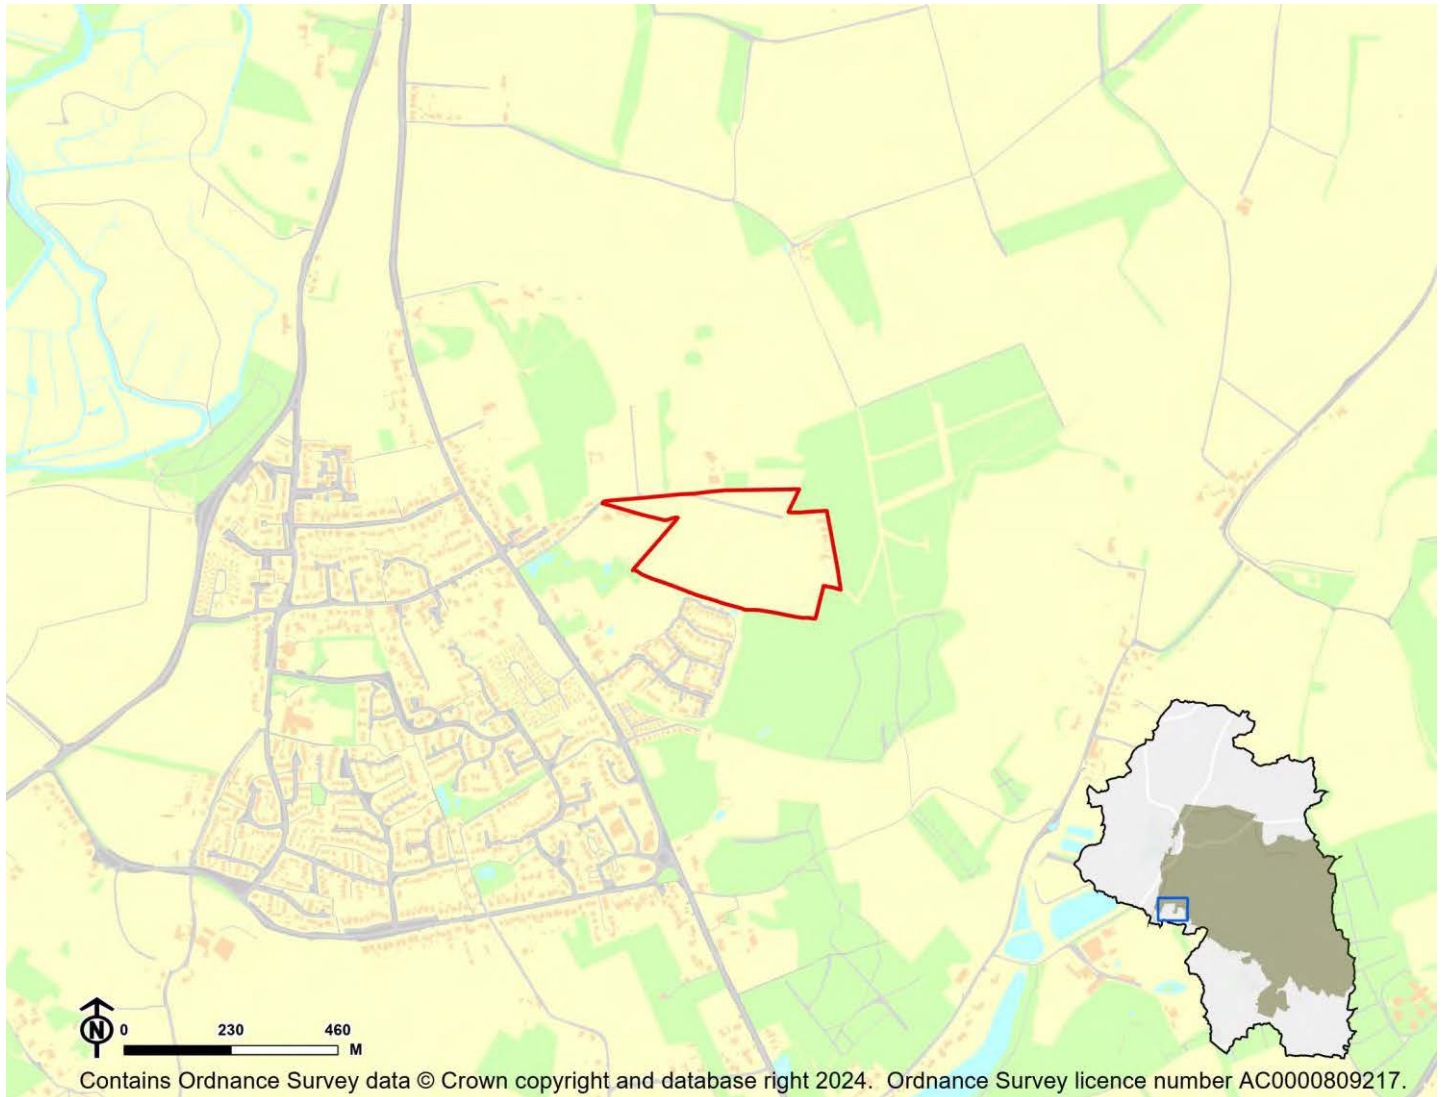 N
0 230 460
M
Contains Ordnance Survey data © Crown copyright and database right 2024. Ordnance Survey licence number AC0000809217.